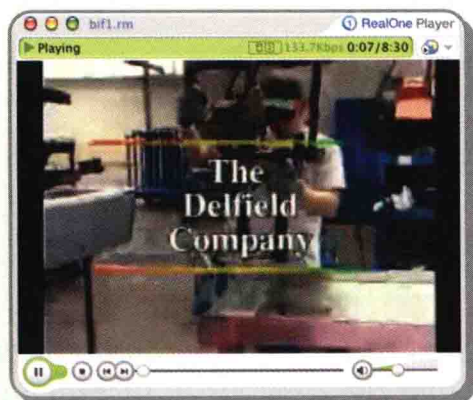 bif1.rm
RealOne Player
Playing
133.7Kbps 0:07/8:30
The
Delfield
Company